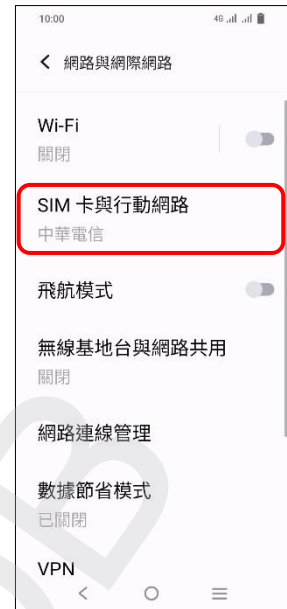 10:00 4G
網路與網際網路
Wi-Fi
關閉
SIM 卡與行動網路
中華電信
飛航模式
無線基地台與網路共用
關閉
網路連線管理
數據節省模式
已關閉
VPN